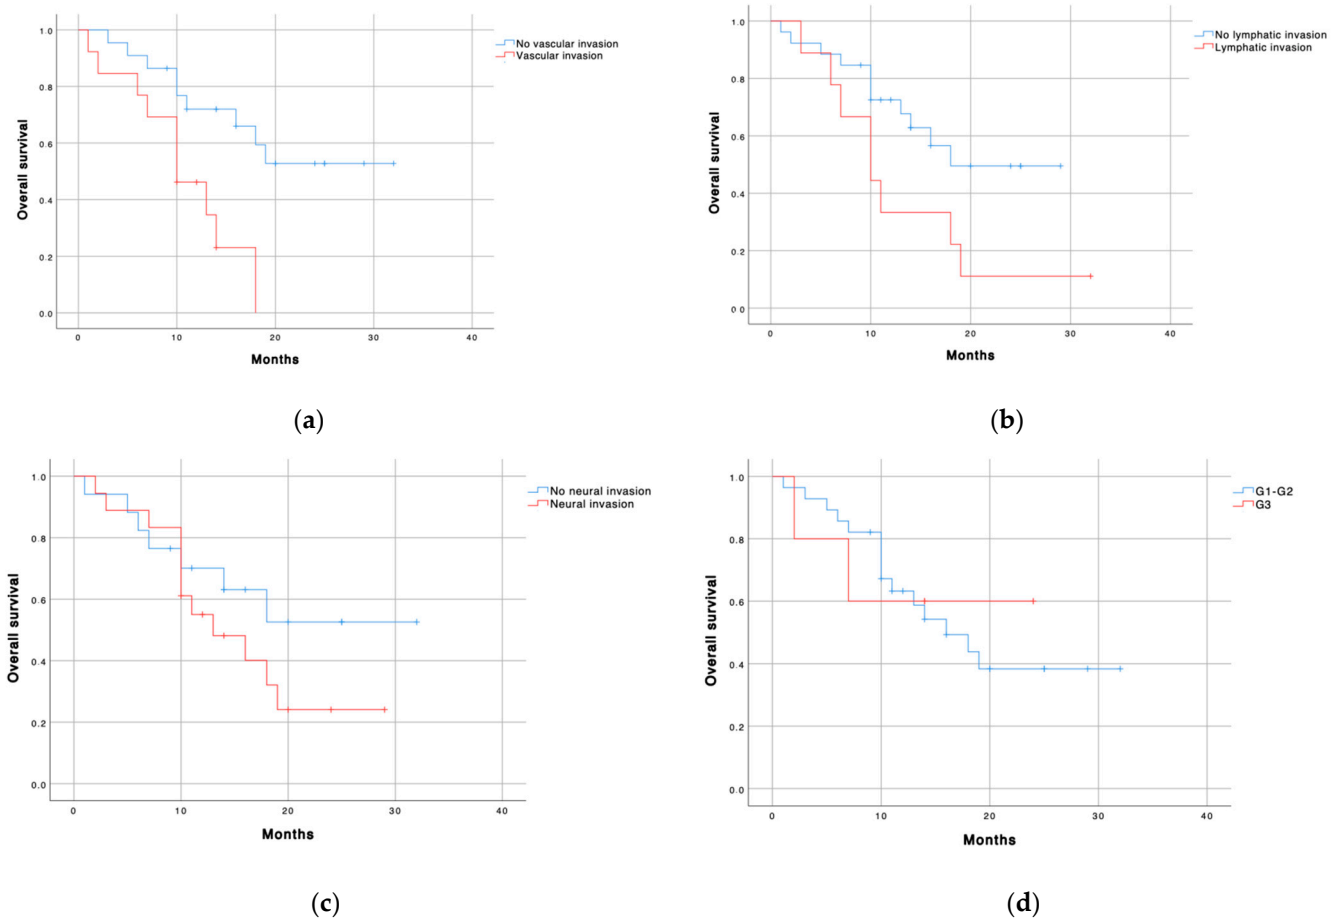 1.0
0.8
0.6
0.4
0.2
0.0
Overall survival
0 10 20 30 40
Months
No vascular invasion
Vascular invasion
(a)
1.0
0.8
0.6
0.4
0.2
0.0
Overall survival
0 10 20 30 40
Months
No lymphatic invasion
Lymphatic invasion
(b)
1.0
0.8
0.6
0.4
0.2
0.0
Overall survival
0 10 20 30 40
Months
No neural invasion
Neural invasion
(c)
1.0
0.8
0.6
0.4
0.2
0.0
Overall survival
0 10 20 30 40
Months
G1-G2
G3
(d)